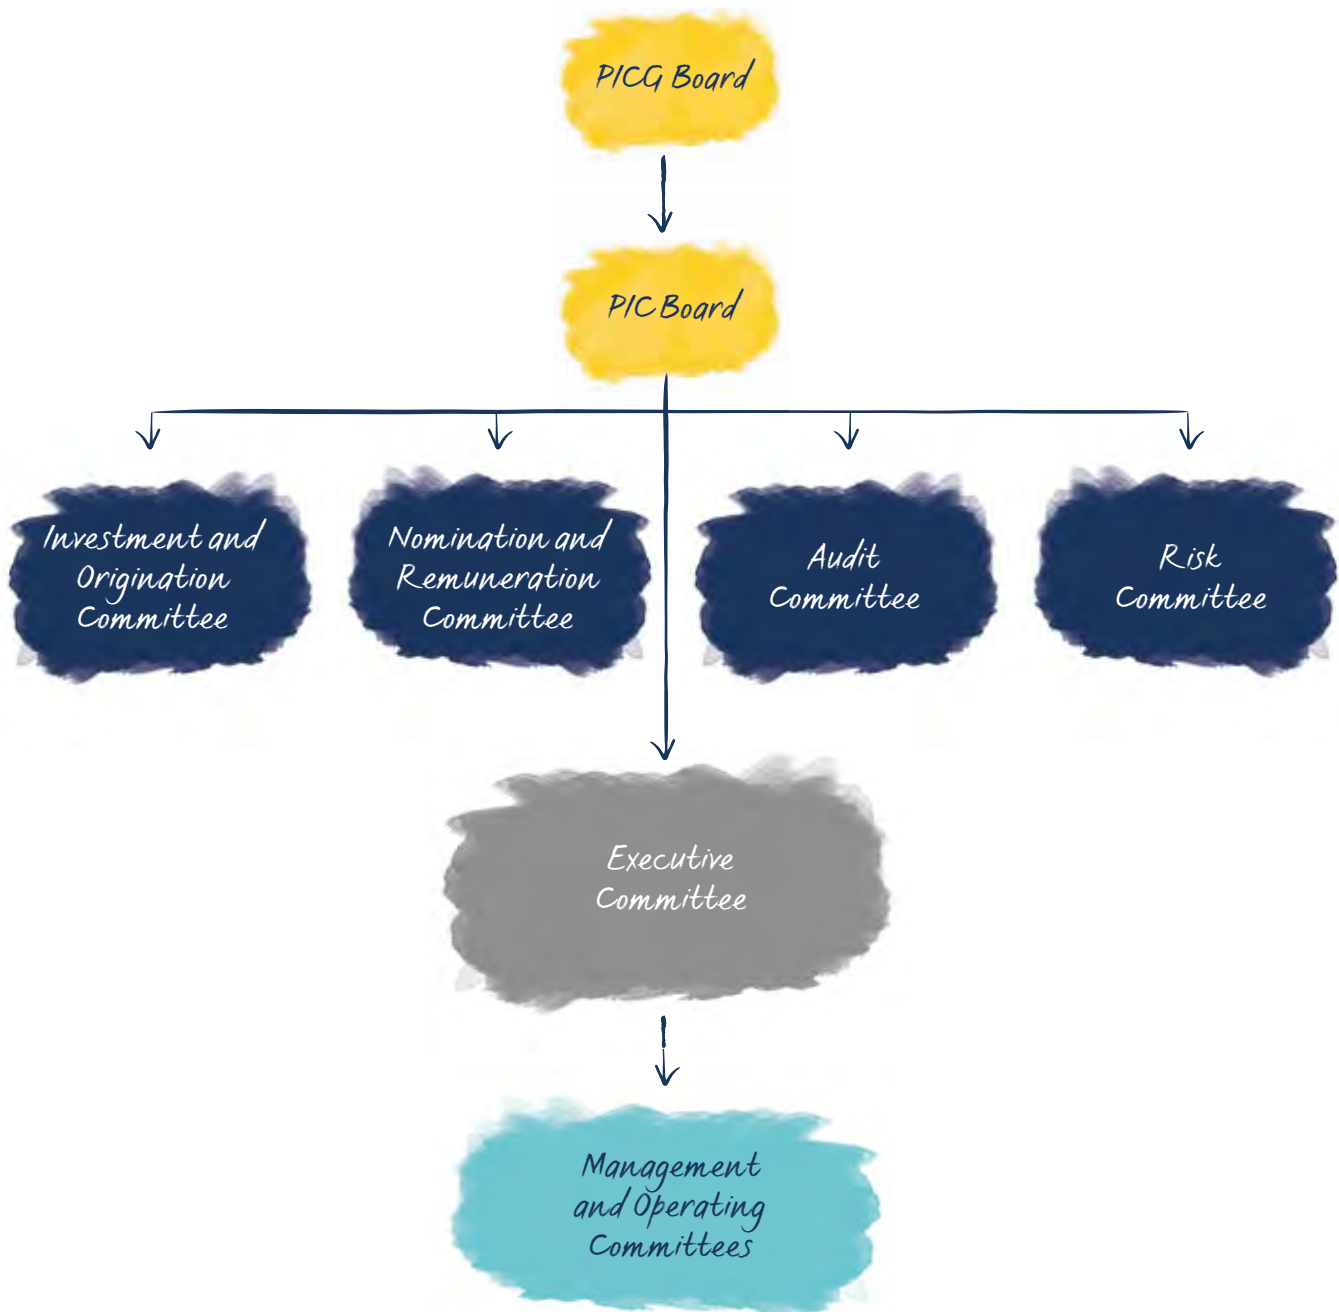 PICG Board
PIC Board
Investment and
Origination
Committee
Nomination and
Remuneration
Committee
Audit
Committee
Risk
Committee
Executive
Committee
Management
and Operating
Committees